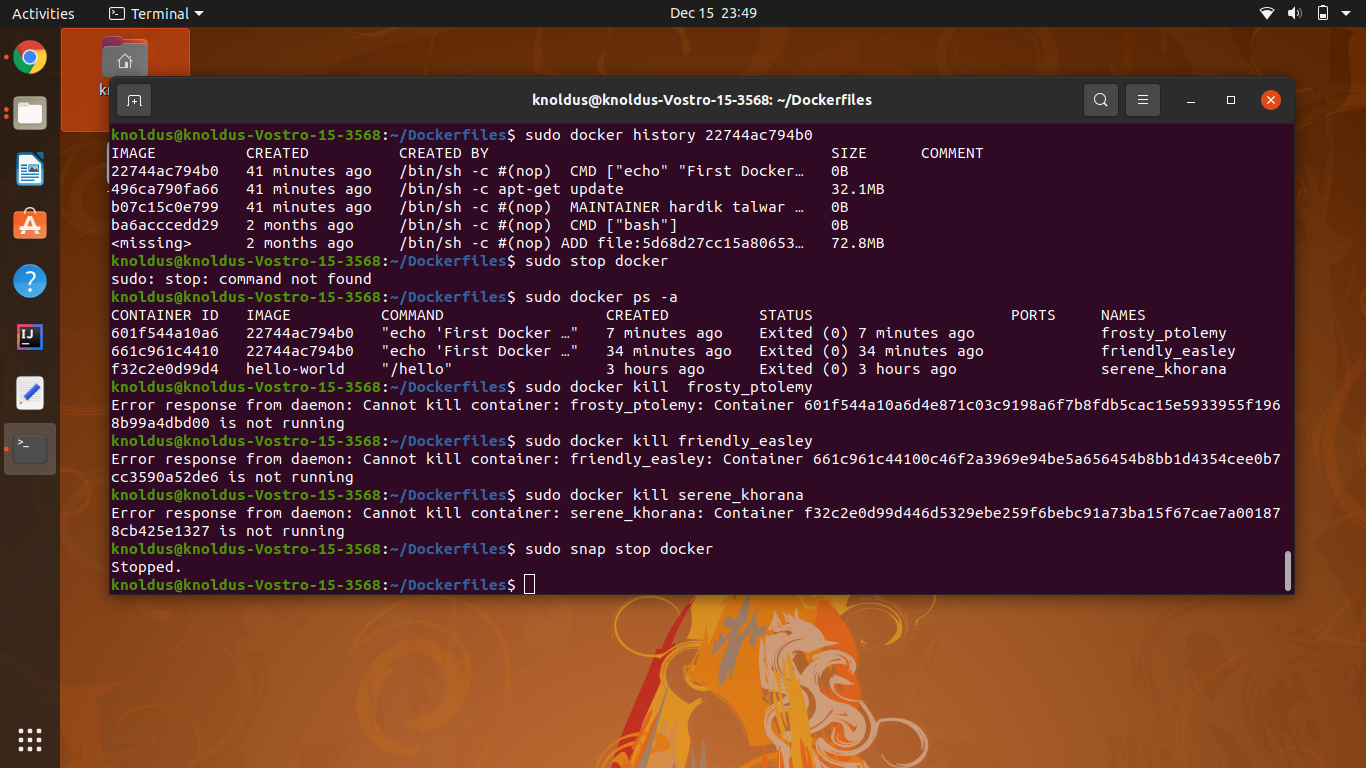 Activities
Terminal
Dec 15 23:49
knoldus@knoldus-Vostro-15-3568: ~/Dockerfiles
knoldus@knoldus-Vostro-15-3568:~/Dockerfiles$ sudo docker history 22744ac794b0
IMAGE CREATED CREATED BY SIZE COMMENT
22744ac794b0 41 minutes ago /bin/sh -c #(nop) CMD ["echo" "First Docker… 0B
496ca790fa66 41 minutes ago /bin/sh -c apt-get update 32.1MB
b07c15c0e799 41 minutes ago /bin/sh -c #(nop) MAINTAINER hardik talwar … 0B
ba6acccedd29 2 months ago /bin/sh -c #(nop) CMD ["bash"] 0B
<missing> 2 months ago /bin/sh -c #(nop) ADD file:5d68d27cc15a80653… 72.8MB
knoldus@knoldus-Vostro-15-3568:~/Dockerfiles$ sudo stop docker
sudo: stop: command not found
knoldus@knoldus-Vostro-15-3568:~/Dockerfiles$ sudo docker ps -a
CONTAINER ID IMAGE COMMAND CREATED STATUS PORTS NAMES
601f544a10a6 22744ac794b0 "echo 'First Docker …" 7 minutes ago Exited (0) 7 minutes ago frosty_ptolemy
661c961c4410 22744ac794b0 "echo 'First Docker …" 34 minutes ago Exited (0) 34 minutes ago friendly_easley
f32c2e0d99d4 hello-world "/hello" 3 hours ago Exited (0) 3 hours ago serene_khorana
knoldus@knoldus-Vostro-15-3568:~/Dockerfiles$ sudo docker kill  frosty_ptolemy
Error response from daemon: Cannot kill container: frosty_ptolemy: Container 601f544a10a6d4e871c03c9198a6f7b8fdb5cac15e5933955f196
8b99a4dbd00 is not running
knoldus@knoldus-Vostro-15-3568:~/Dockerfiles$ sudo docker kill friendly_easley
Error response from daemon: Cannot kill container: friendly_easley: Container 661c961c44100c46f2a3969e94be5a656454b8bb1d4354cee0b7
cc3590a52de6 is not running
knoldus@knoldus-Vostro-15-3568:~/Dockerfiles$ sudo docker kill serene_khorana
Error response from daemon: Cannot kill container: serene_khorana: Container f32c2e0d99d446d5329ebe259f6bebc91a73ba15f67cae7a00187
8cb425e1327 is not running
knoldus@knoldus-Vostro-15-3568:~/Dockerfiles$ sudo snap stop docker
Stopped.
knoldus@knoldus-Vostro-15-3568:~/Dockerfiles$